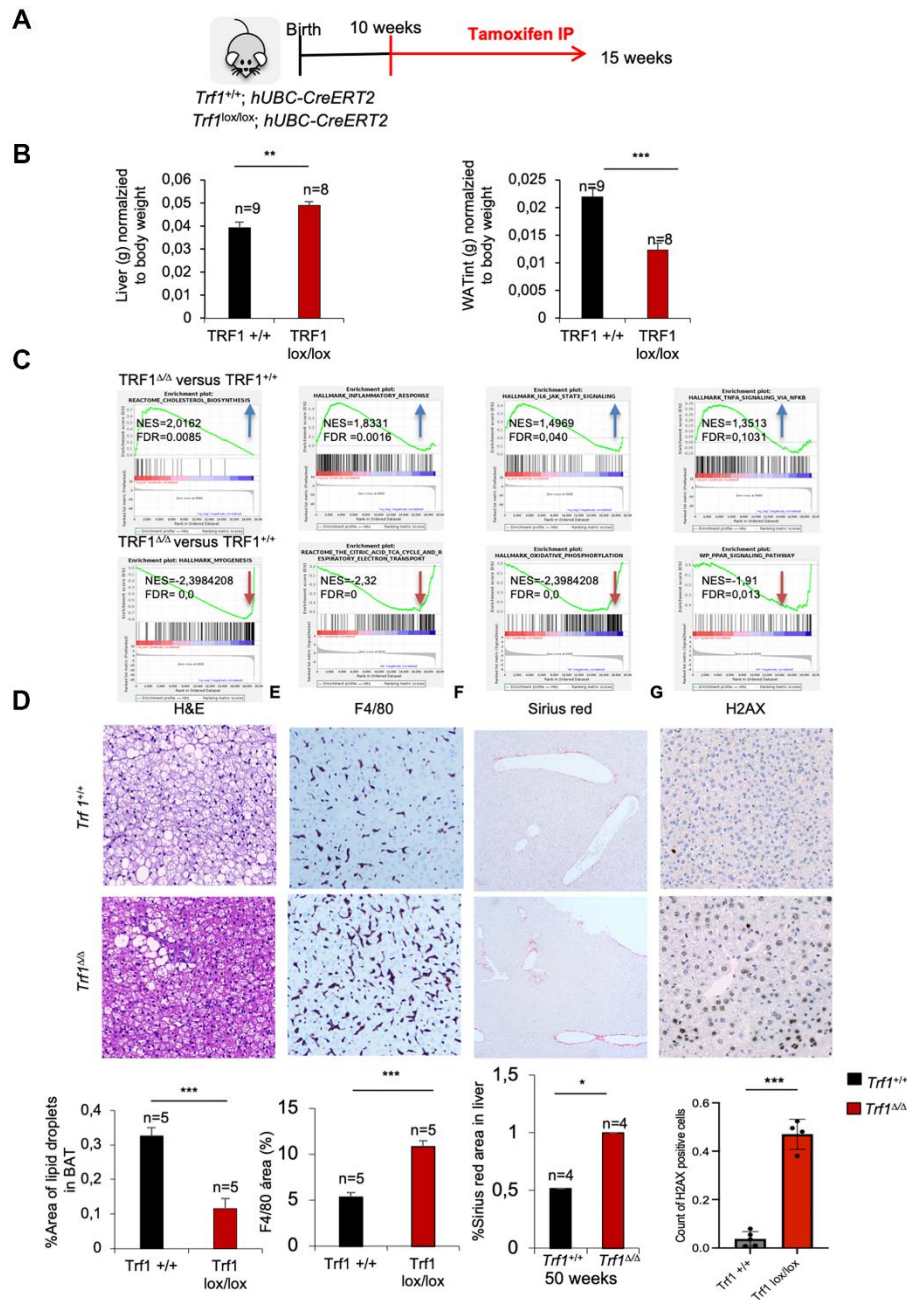 A
Birth
10 weeks
Tamoxifen IP
15 weeks
Trf1+/+; hUBC-CreERT2
Trf1lox/lox; hUBC-CreERT2
B
Liver (g) normalzied
to body weight
0,06
0,05
0,04
0,03
0,02
0,01
0
**
n=9
n=8
TRF1 +/+
TRF1
lox/lox
WATint (g) normalized
to body weight
0,025
0,02
0,015
0,01
0,005
0
***
n=9
n=8
TRF1 +/+
TRF1
lox/lox
C
TRF1Δ/Δ versus TRF1+/+
Enrichment plot:
REACTOME_CHOLESTEROL_BIOSYNTHESIS
NES=2,0162
FDR=0.0085
Enrichment plot:
HALLMARK_INFLAMMATORY_RESPONSE
NES=1,8331
FDR=0.0016
Enrichment plot:
HALLMARK_IL6_JAK_STAT3_SIGNALING
NES=1,4969
FDR=0,040
Enrichment plot:
HALLMARK_TNFA_SIGNALING_VIA_NFKB
NES=1,3513
FDR=0,1031
TRF1Δ/Δ versus TRF1+/+
Enrichment plot: HALLMARK_MYOGENESIS
NES=-2,3984208
FDR= 0,0
Enrichment plot:
REACTOME_THE_CITRIC_ACID_TCA_CYCLE_AND_R
ESPIRATORY_ELECTRON_TRANSPORT
NES=-2,32
FDR=0
Enrichment plot:
HALLMARK_OXIDATIVE_PHOSPHORYLATION
NES=-2,3984208
FDR= 0,0
Enrichment plot:
WP_PPAR_SIGNALING_PATHWAY
NES=-1.91
FDR=0,013
D
H&E
E
F4/80
F
Sirius red
G
H2AX
Trf 1+/+
Trf1Δ/Δ
%Area of lipid droplets
in BAT
0,4
0,3
0,2
0,1
0
***
n=5
n=5
Trf1 +/+
Trf1
lox/lox
F4/80 área (%)
15
10
5
0
***
n=5
n=5
Trf1 +/+
Trf1
lox/lox
%Sirius red area in liver
1,5
1
0,5
0
*
n=4
n=4
Trf1+/+
Trf1Δ/Δ
50 weeks
Count of H2AX positive cells
0.6
0.4
0.2
0.0
***
Trf1 +/+
Trf1 lox/lox
Trf1+/+
Trf1Δ/Δ